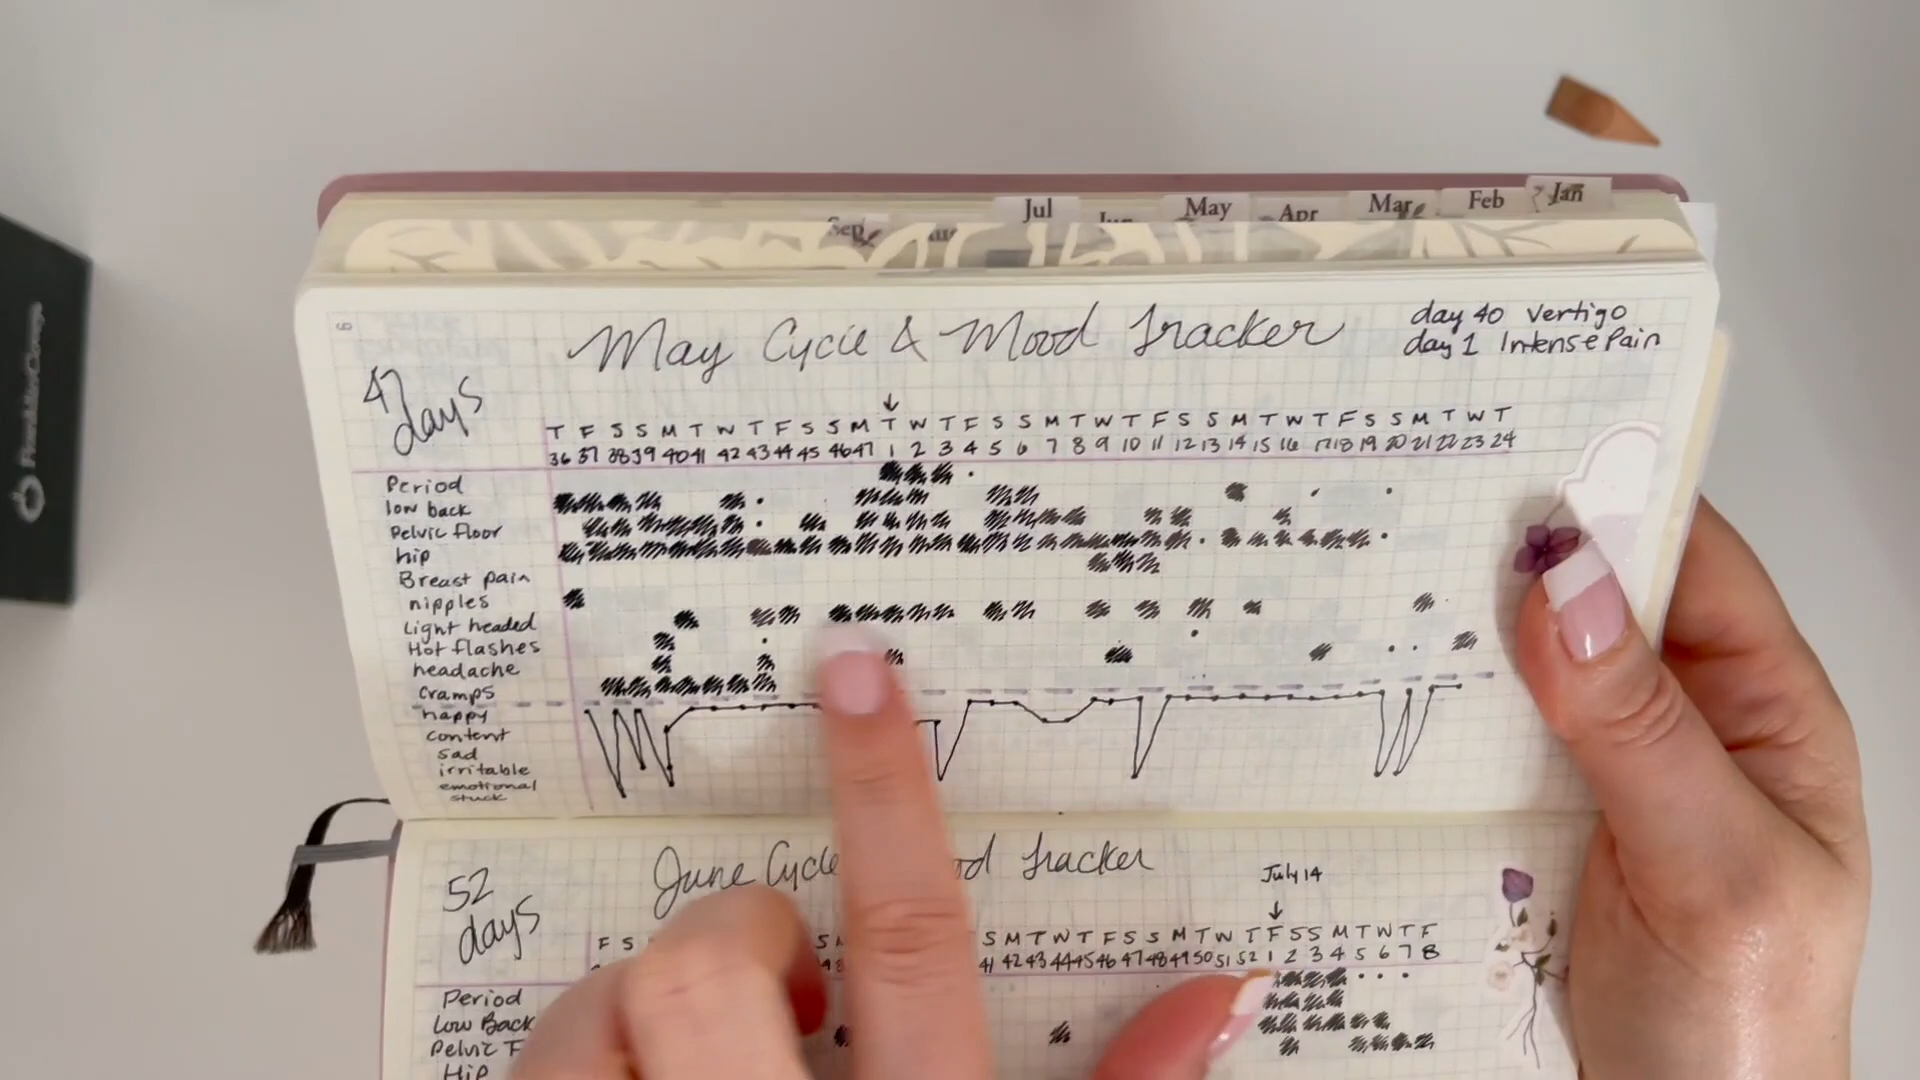 Jul
May
Apr
Mar
Feb
Jan
Sep
FranklinCovey
May Cycle & Mood Tracker
day 40 Vertigo
day 1 Intense Pain
47
days
T F S S M T W T F S S M T W T F S S M T W T F S S M T W T F S S M T W T
36 37 38 39 40 41 42 43 44 45 46 47 1 2 3 4 5 6 7 8 9 10 11 12 13 14 15 16 17 18 19 20 21 22 23 24
Period
low back
Pelvic floor
hip
Breast pain
nipples
Light headed
Hot flashes
headache
Cramps
happy
content
sad
irritable
emotional
stuck
June Cycle Tracker
52
days
July 14
F S S M T W T F S S M T W T F S S M T W T F
41 42 43 44 45 46 47 48 49 50 51 52 1 2 3 4 5 6 7 8
Period
Low Back
Pelvic F
Hip